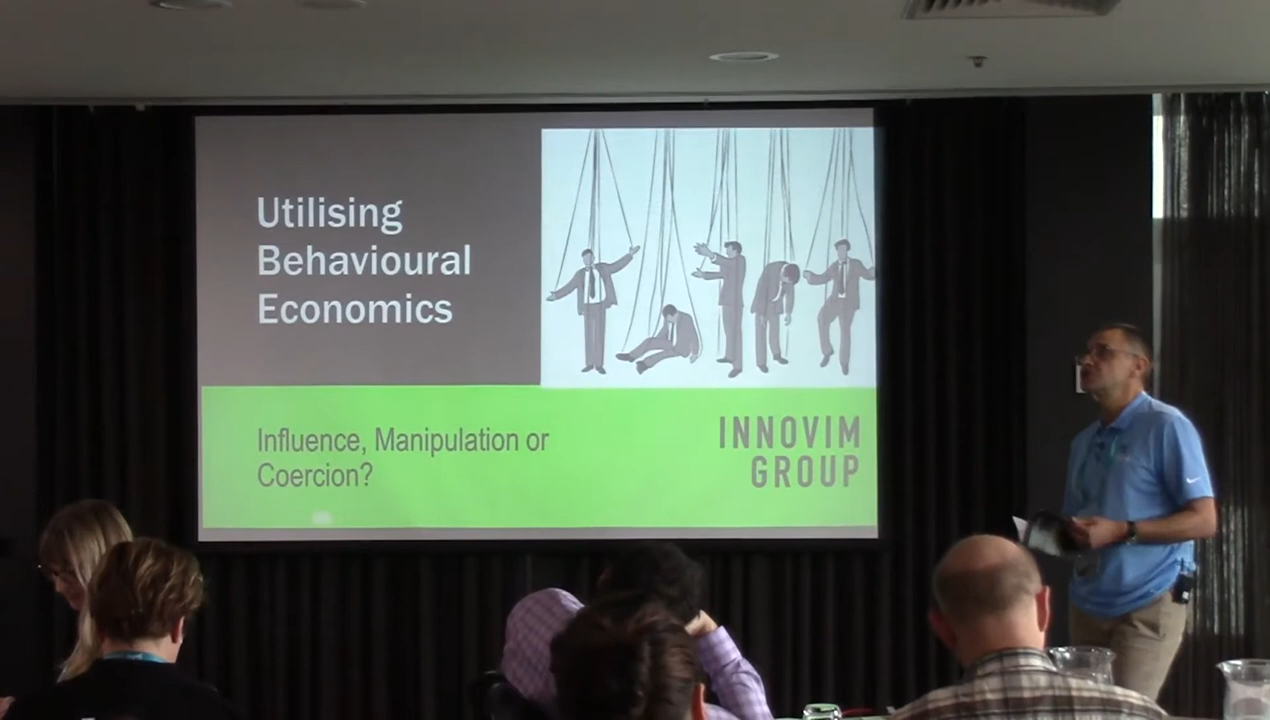 Utilising
Behavioural
Economics
Influence, Manipulation or
Coercion?
INNOVIM
GROUP